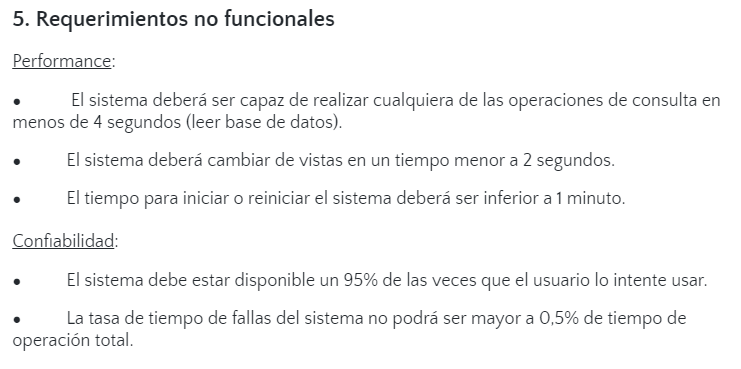 5. Requerimientos no funcionales
Performance:
● El sistema deberá ser capaz de realizar cualquiera de las operaciones de consulta en
menos de 4 segundos (leer base de datos).
● El sistema deberá cambiar de vistas en un tiempo menor a 2 segundos.
● El tiempo para iniciar o reiniciar el sistema deberá ser inferior a 1 minuto.
Confiabilidad:
● El sistema debe estar disponible un 95% de las veces que el usuario lo intente usar.
● La tasa de tiempo de fallas del sistema no podrá ser mayor a 0,5% de tiempo de
operación total.